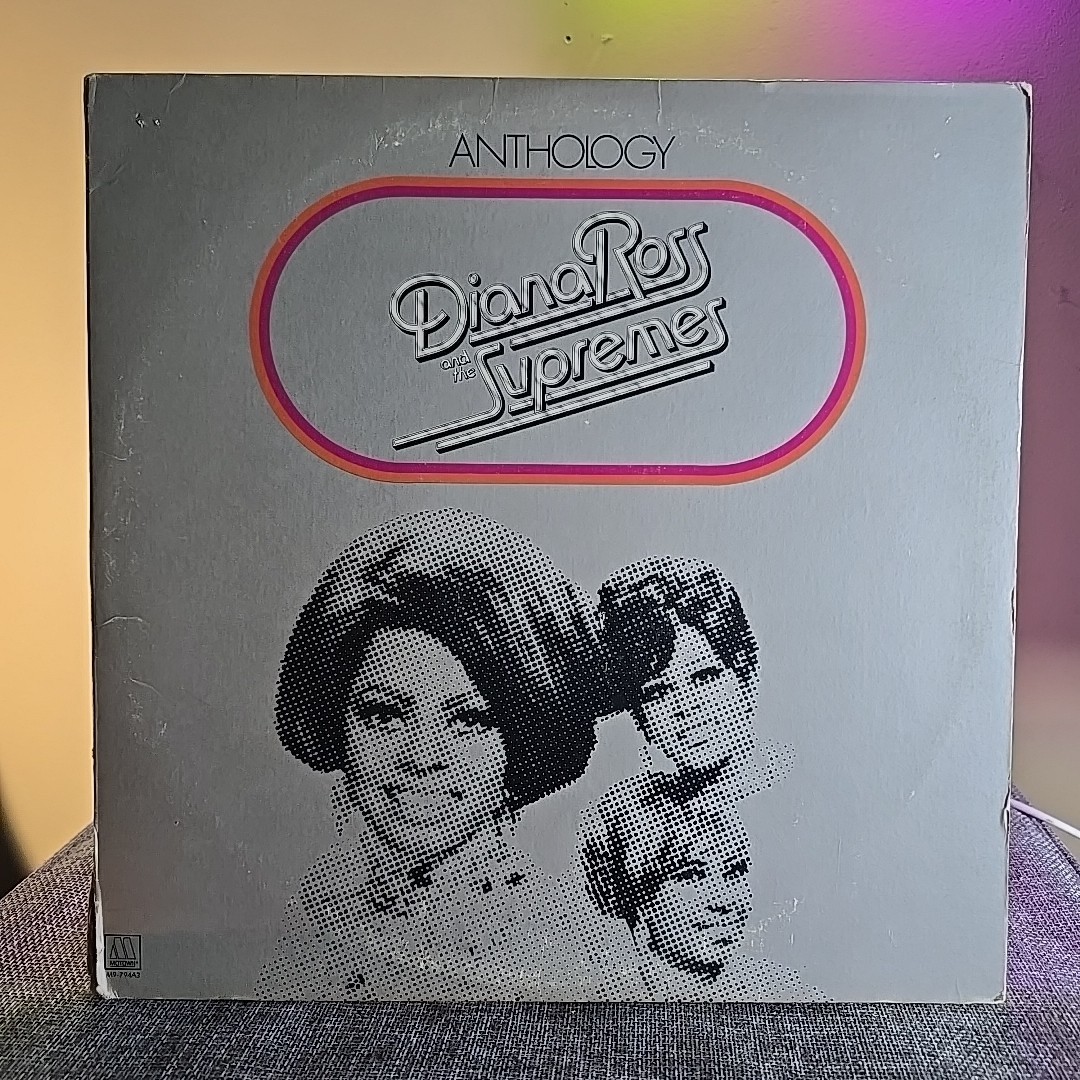 ANTHOLOGY
Diana Ross
and the Supremes
MOTOWN®
M9-794A3